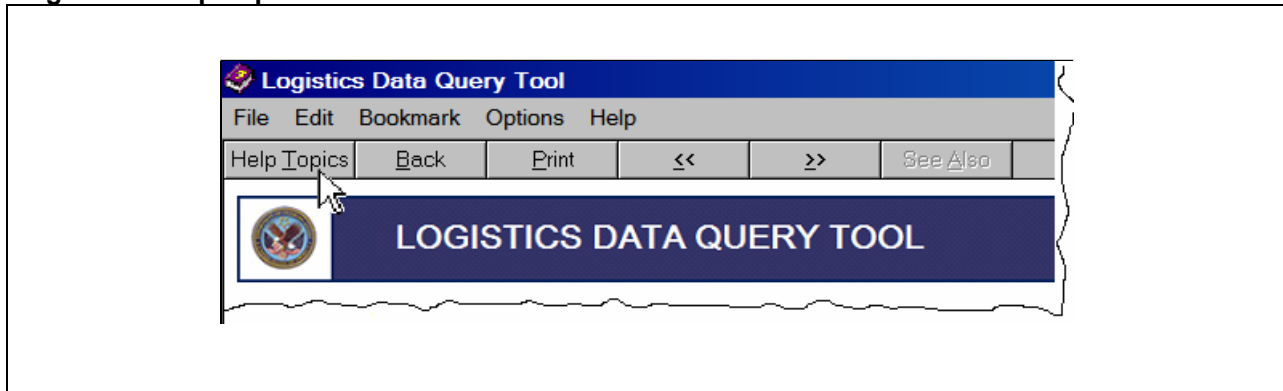 Logistics Data Query Tool
File Edit Bookmark Options Help
Help Topics Back Print << >> See Also
LOGISTICS DATA QUERY TOOL